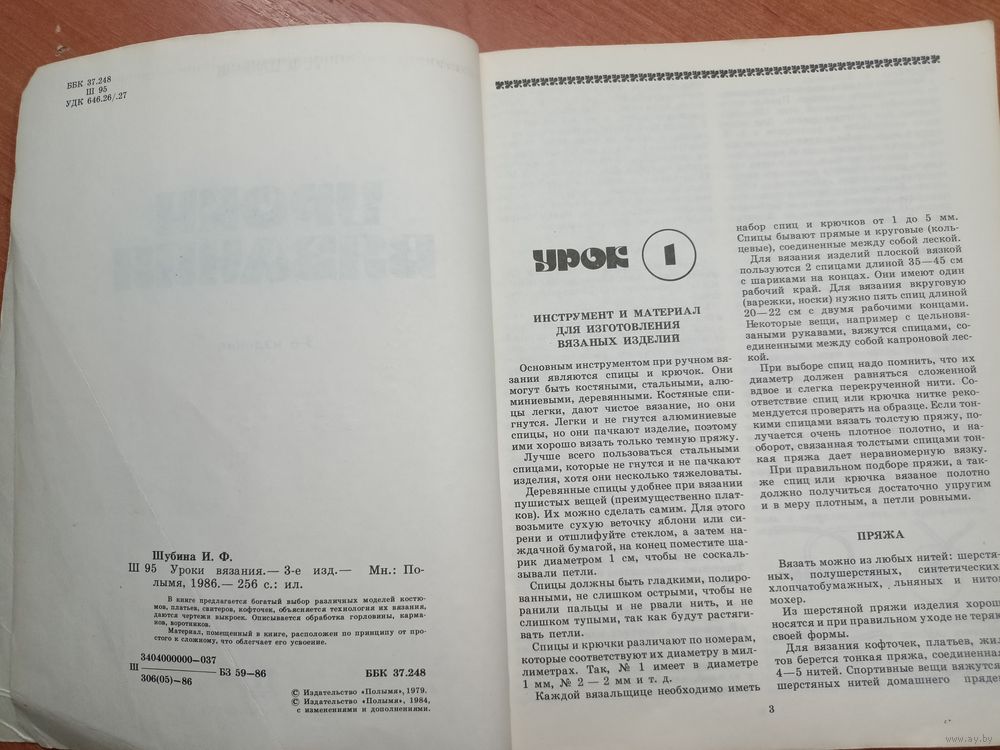 ББК 37.248
Ш 95
УДК 646.26/.27
Шубина И. Ф.
Ш 95 Уроки вязания.— 3-е изд.— Мн.: По-
лымя, 1986.— 256 с.: ил.
В книге предлагается богатый выбор различных моделей костю-
мов, платьев, свитеров, кофточек, объясняется технология их вязания,
даются чертежи выкроек. Описывается обработка горловины, карма-
нов, воротников.
Материал, помещенный в книге, расположен по принципу от про-
стого к сложному, что облегчает его усвоение.
3404000000—037
Ш ——— БЗ 59—86
306(05)—86
ББК 37.248
© Издательство «Полымя», 1979.
© Издательство «Полымя», 1984,
с изменениями и дополнениями.
УРОК 1
ИНСТРУМЕНТ И МАТЕРИАЛ
ДЛЯ ИЗГОТОВЛЕНИЯ
ВЯЗАНЫХ ИЗДЕЛИЙ
Основным инструментом при ручном вя-
зании являются спицы и крючок. Они
могут быть костяными, стальными, алю-
миниевыми, деревянными. Костяные спи-
цы легки, дают чистое вязание, но они
гнутся. Легки и не гнутся алюминиевые
спицы, но они пачкают изделие, поэтому
ими хорошо вязать только темную пряжу.
Лучше всего пользоваться стальными
спицами, которые не гнутся и не пачкают
изделия, хотя они несколько тяжеловаты.
Деревянные спицы удобнее при вязании
пушистых вещей (преимущественно плат-
ков). Их можно сделать самим. Для этого
возьмите сухую веточку яблони или си-
рени и отшлифуйте стеклом, а затем на-
ждачной бумагой, на конец поместите ша-
рик диаметром 1 см, чтобы не соскаль-
зывали петли.
Спицы должны быть гладкими, полиро-
ванными, не слишком острыми, чтобы не
ранили пальцы и не рвали нить, и не
слишком тупыми, так как будут растяги-
вать петли.
Спицы и крючки различают по номерам,
которые соответствуют их диаметру в мил-
лиметрах. Так, № 1 имеет в диаметре
1 мм, № 2 — 2 мм и т. д.
Каждой вязальщице необходимо иметь
набор спиц и крючков от 1 до 5 мм.
Спицы бывают прямые и круговые (коль-
цевые), соединенные между собой леской.
Для вязания изделий плоской вязкой
пользуются 2 спицами длиной 35—45 см
с шариками на концах. Они имеют один
рабочий край. Для вязания вкруговую
(варежки, носки) нужно пять спиц длиной
20—22 см с двумя рабочими концами.
Некоторые вещи, например с цельновя-
заными рукавами, вяжутся спицами, со-
единенными между собой капроновой лес-
кой.
При выборе спиц надо помнить, что их
диаметр должен равняться сложенной
вдвое и слегка перекрученной нити. Со-
ответствие спиц или крючка нитке реко-
мендуется проверять на образце. Если тон-
кими спицами вязать толстую пряжу, по-
лучается очень плотное полотно, и на-
оборот, связанная толстыми спицами тон-
кая пряжа дает неравномерную вязку.
При правильном подборе пряжи, а так-
же спиц или крючка вязаное полотно
должно получиться достаточно упругим
и в меру плотным, а петли ровными.
ПРЯЖА
Вязать можно из любых нитей: шерстя-
ных, полушерстяных, синтетических
хлопчатобумажных, льняных и нитон
мохер.
Из шерстяной пряжи изделия хорош
носятся и при правильном уходе не теряю
своей формы.
Для вязания кофточек, платьев, жил
тов берется тонкая пряжа, соединенная
4—5 нитей. Спортивные вещи вяжутся
шерстяных нитей домашнего пряден
3
www.ay.by